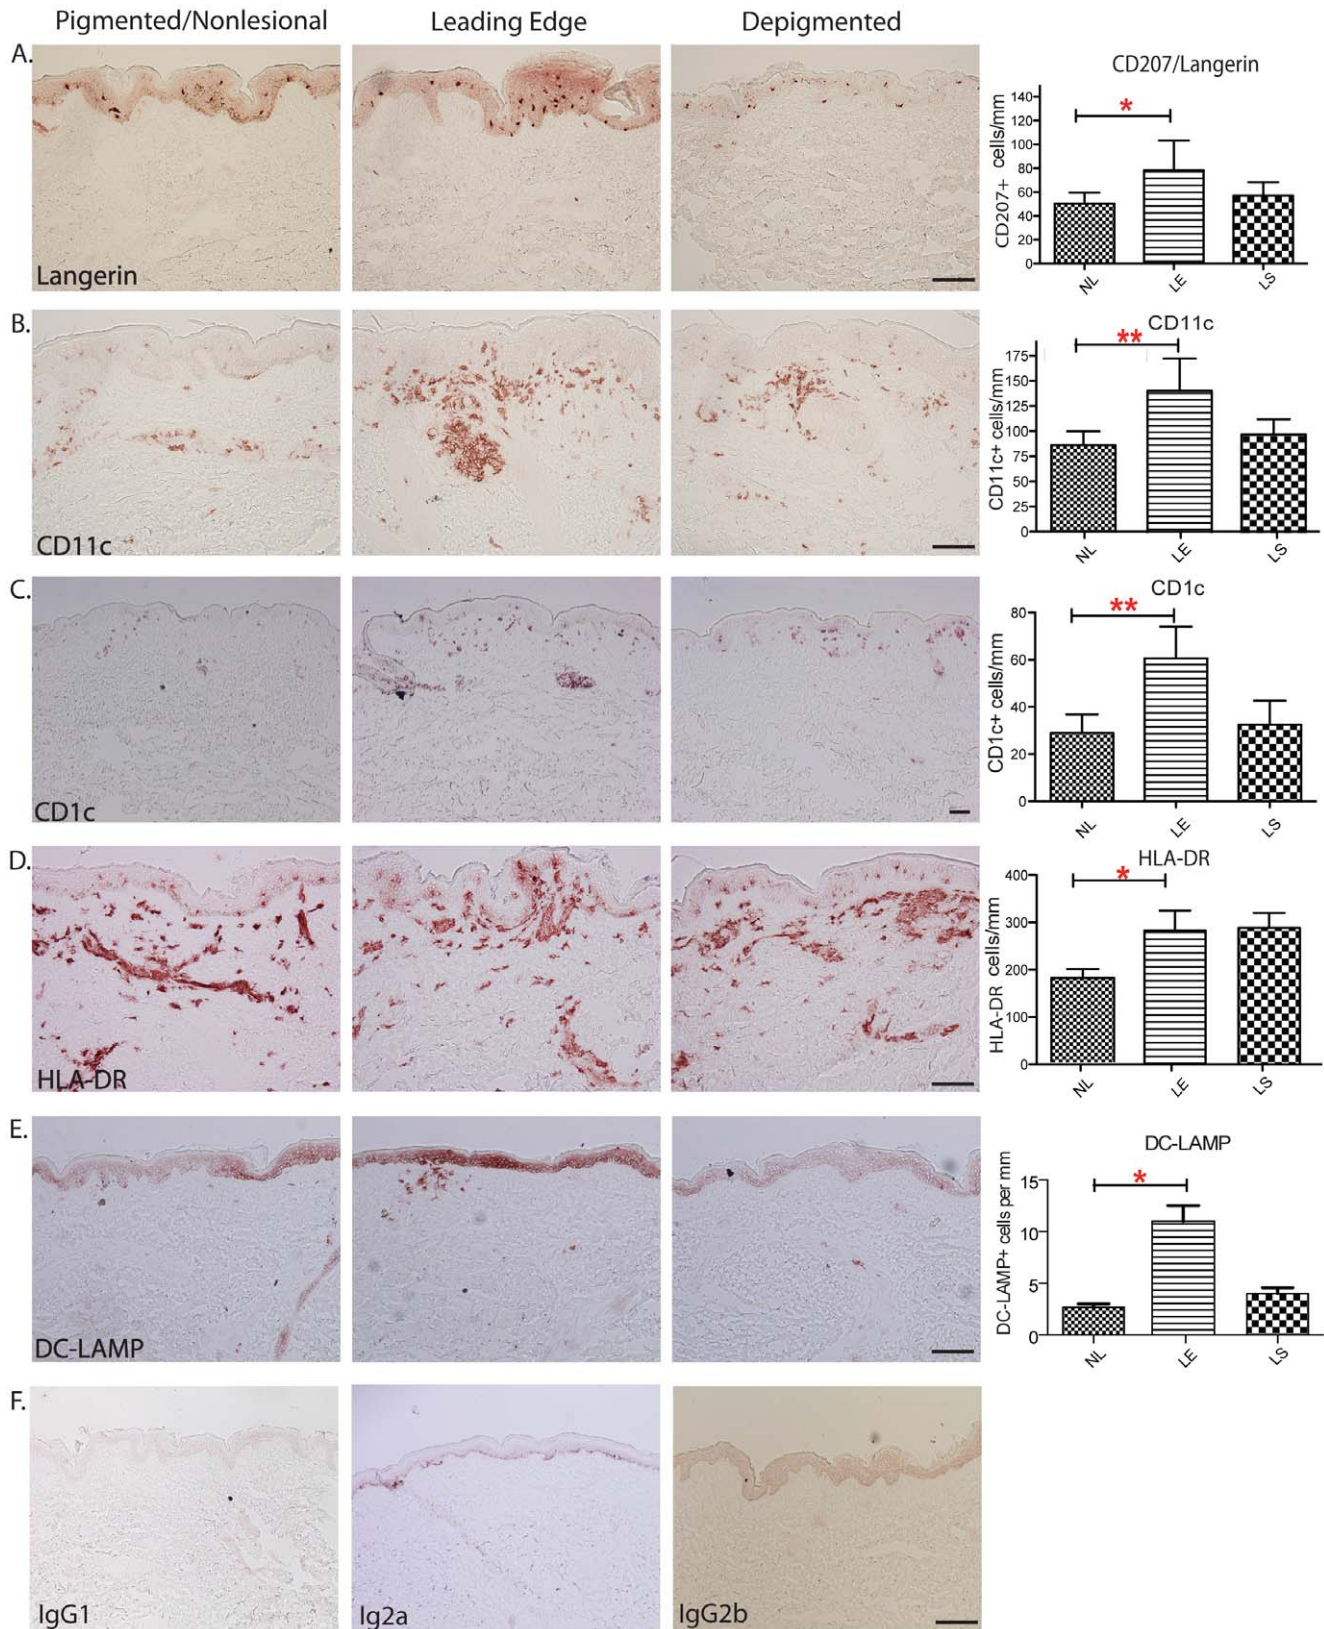 Pigmented/Nonlesional Leading Edge Depigmented
A.
Langerin
CD207/Langerin
CD207+ cells/mm
140
120
100
80
60
40
20
0
*
NL LE LS
B.
CD11c
CD11c
CD11c+ cells/mm
175
150
125
100
75
50
25
0
**
NL LE LS
C.
CD1c
CD1c
CD1c+ cells/mm
80
60
40
20
0
**
NL LE LS
D.
HLA-DR
HLA-DR
HLA-DR cells/mm
400
300
200
100
0
*
NL LE LS
E.
DC-LAMP
DC-LAMP
DC-LAMP+ cells per mm
15
10
5
0
*
NL LE LS
F.
IgG1 Ig2a IgG2b